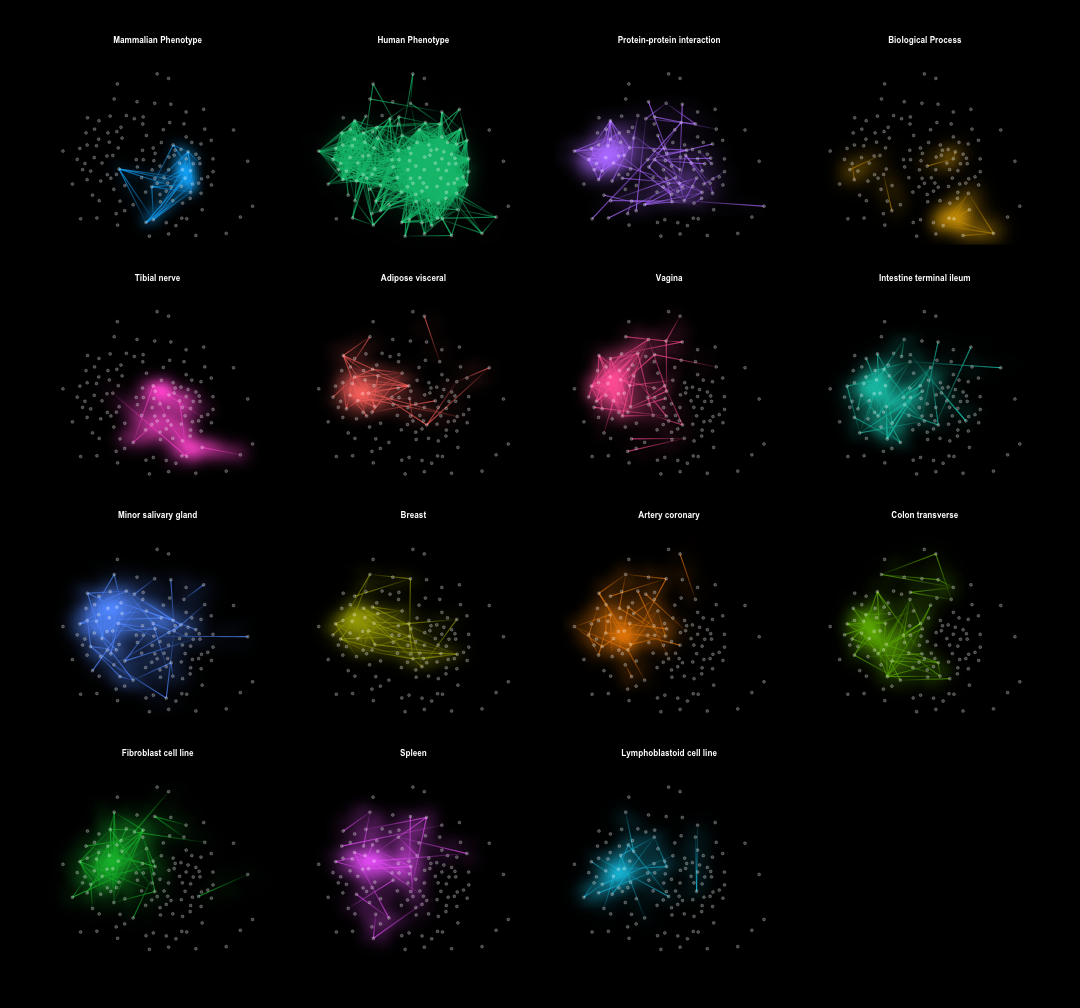 Mammalian Phenotype
Human Phenotype
Protein-protein interaction
Biological Process
Tibial nerve
Adipose visceral
Vagina
Intestine terminal ileum
Minor salivary gland
Breast
Artery coronary
Colon transverse
Fibroblast cell line
Spleen
Lymphoblastoid cell line